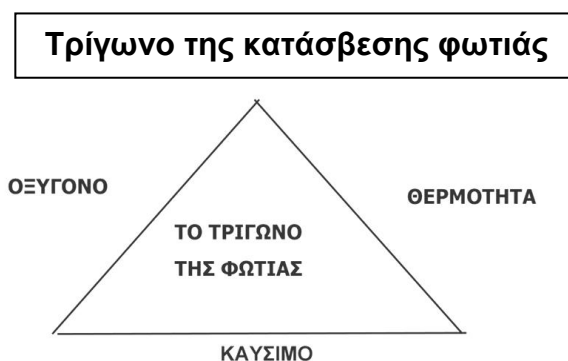 Τρίγωνο της κατάσβεσης φωτιάς
ΟΞΥΓΟΝΟ
ΘΕΡΜΟΤΗΤΑ
ΤΟ ΤΡΙΓΩΝΟ
ΤΗΣ ΦΩΤΙΑΣ
ΚΑΥΣΙΜΟ